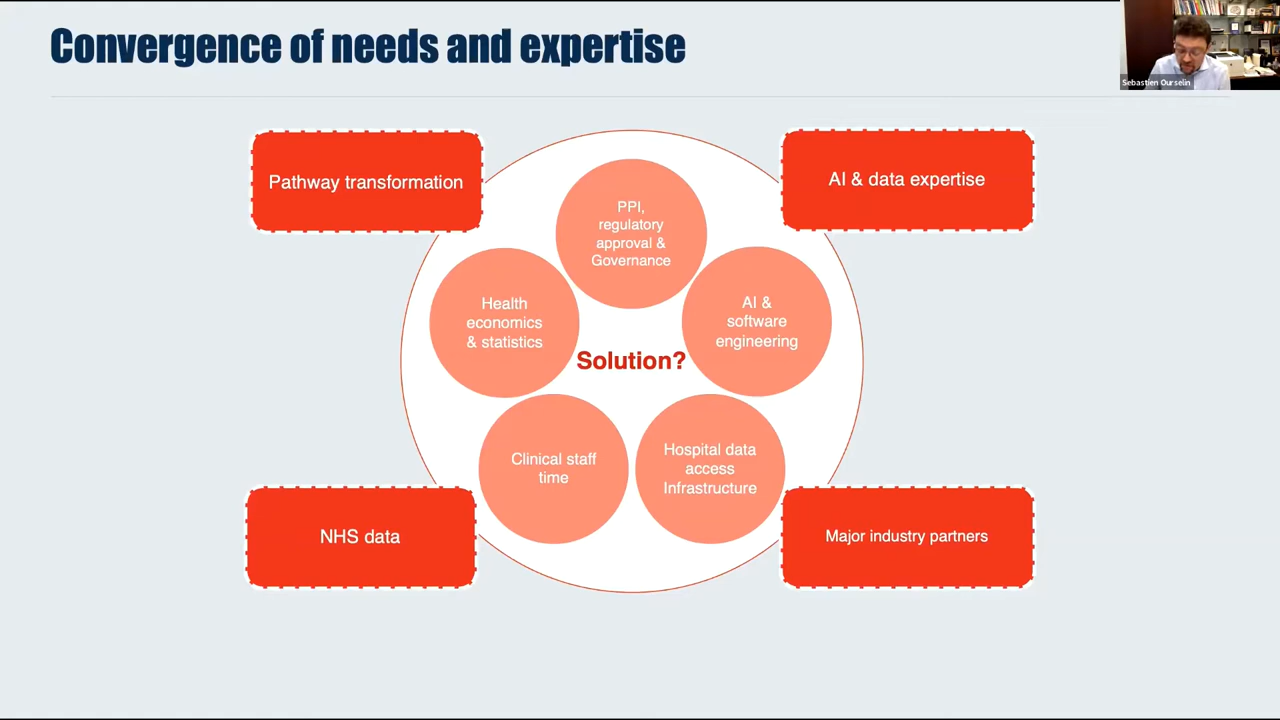 Convergence of needs and expertise
Sebastien Ourselin
Pathway transformation
AI & data expertise
PPI,
regulatory
approval &
Governance
Health
economics
& statistics
AI &
software
engineering
Solution?
Clinical staff
time
Hospital data
access
Infrastructure
NHS data
Major industry partners